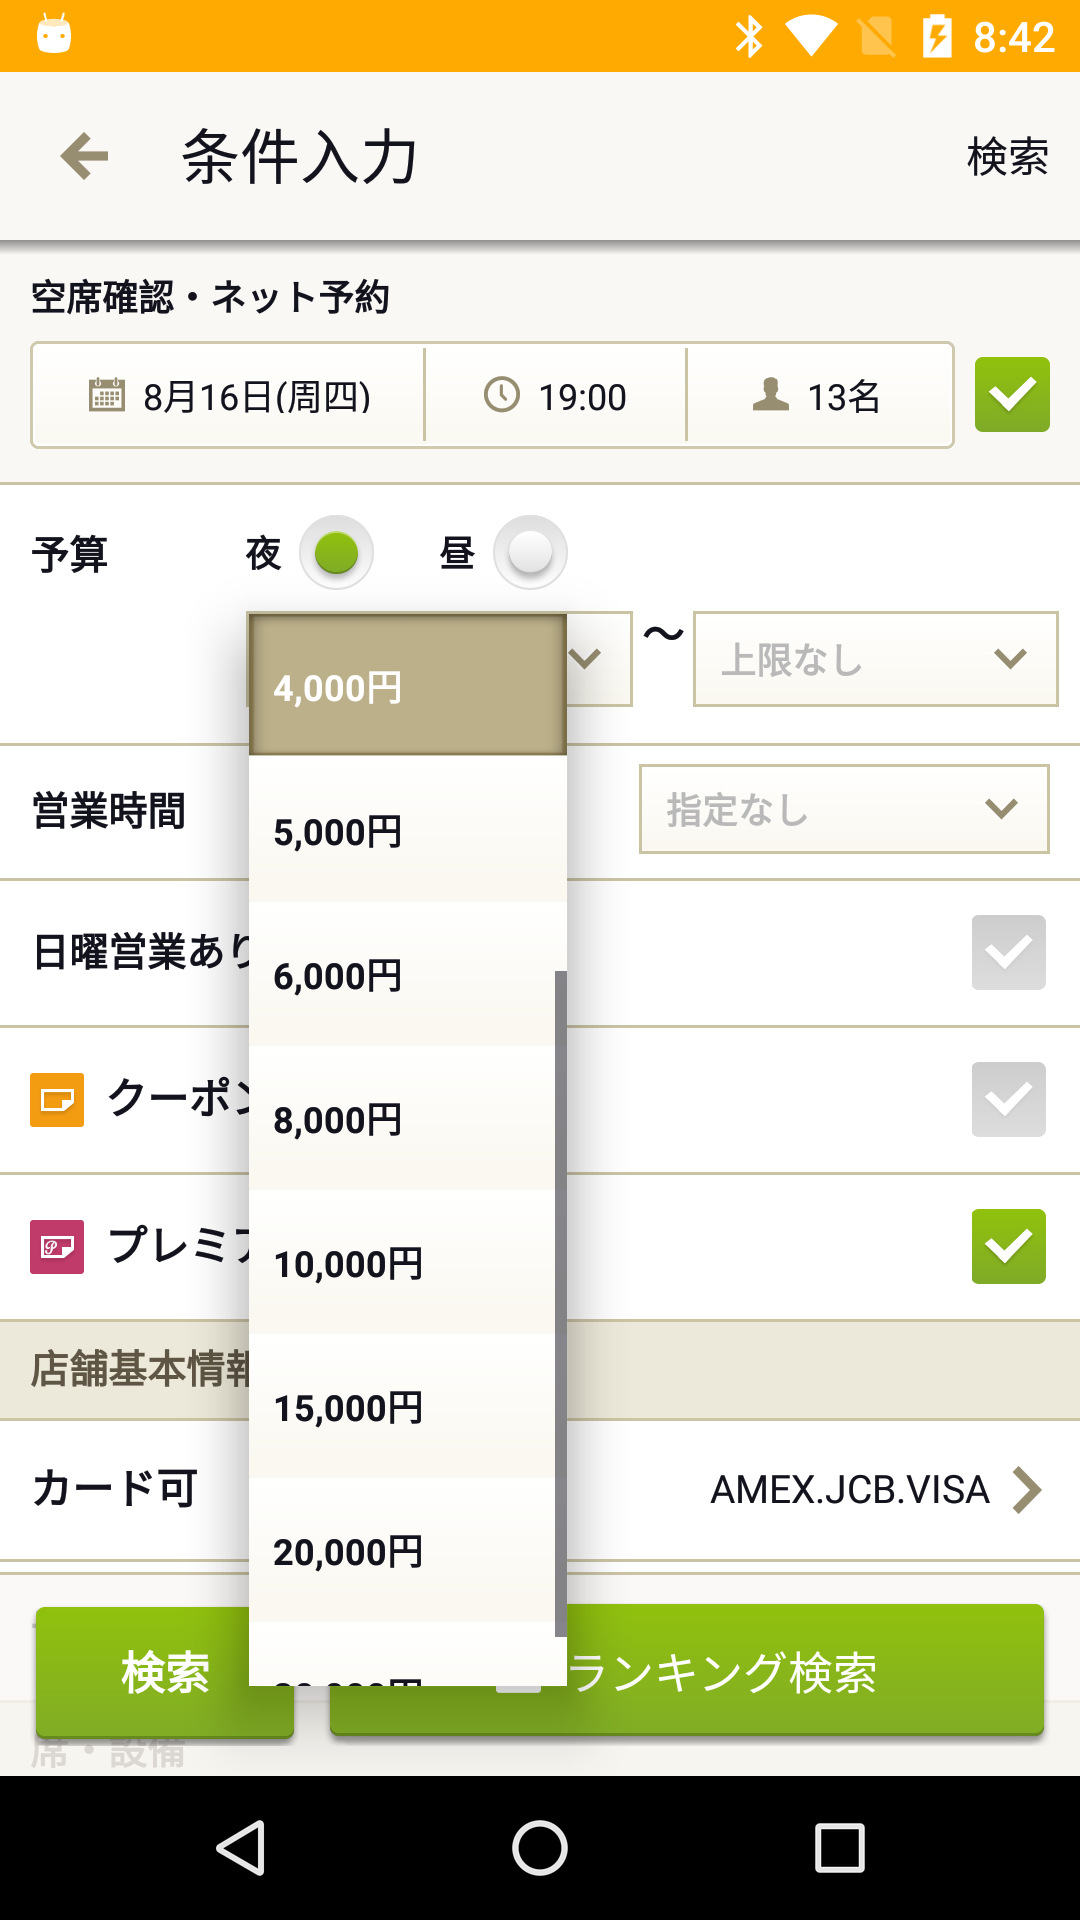 8:42
条件入力
検索
空席確認・ネット予約
8月16日(周四)
19:00
13名
予算
夜
昼
〜
上限なし
4,000円
5,000円
6,000円
8,000円
10,000円
15,000円
20,000円
営業時間
指定なし
日曜営業あり
クーポン
プレミア
店舗基本情報
カード可
AMEX.JCB.VISA
検索
ランキング検索
席・設備